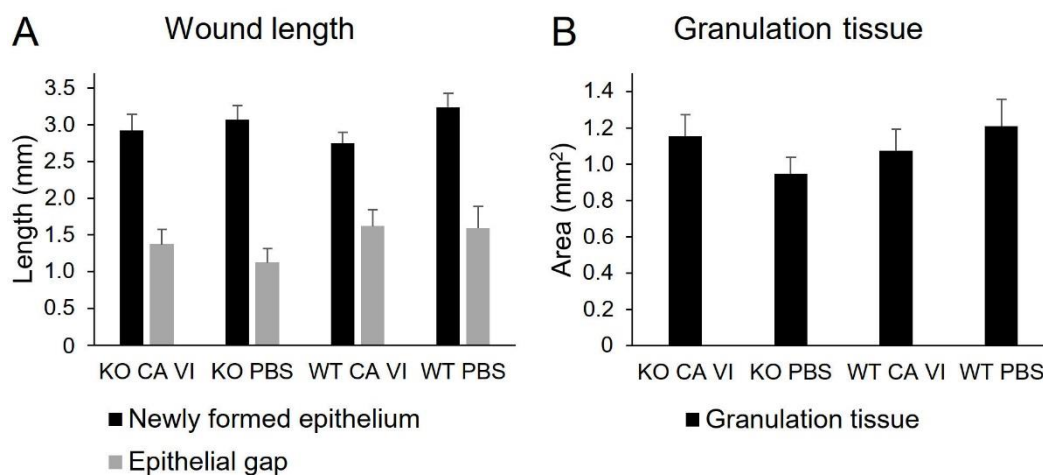 A
Wound length
Length (mm)
3.5
3.0
2.5
2.0
1.5
1.0
0.5
0
KO CA VI KO PBS WT CA VI WT PBS
Newly formed epithelium
Epithelial gap
B
Granulation tissue
Area (mm²)
1.4
1.2
1.0
0.8
0.6
0.4
0.2
0
KO CA VI KO PBS WT CA VI WT PBS
Granulation tissue